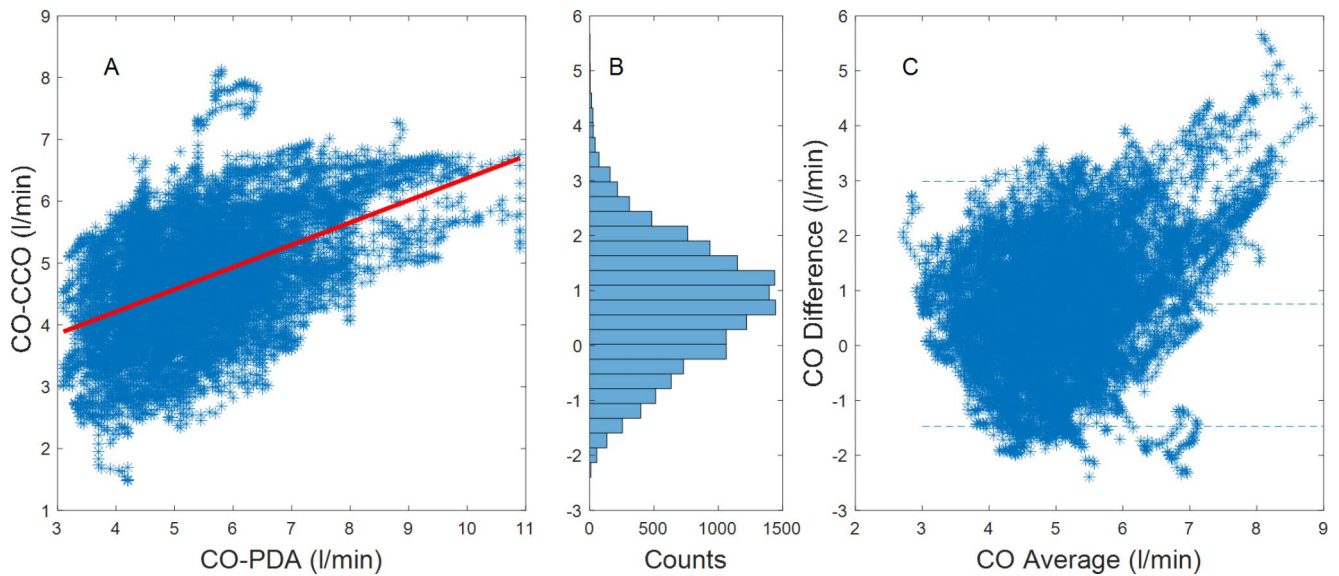 A
CO-CCO (l/min)
9
8
7
6
5
4
3
2
1
3 4 5 6 7 8 9 10 11
CO-PDA (l/min)
B
6
5
4
3
2
1
0
-1
-2
-3
0 500 1000 1500
Counts
C
CO Difference (l/min)
6
5
4
3
2
1
0
-1
-2
-3
2 3 4 5 6 7 8 9
CO Average (l/min)